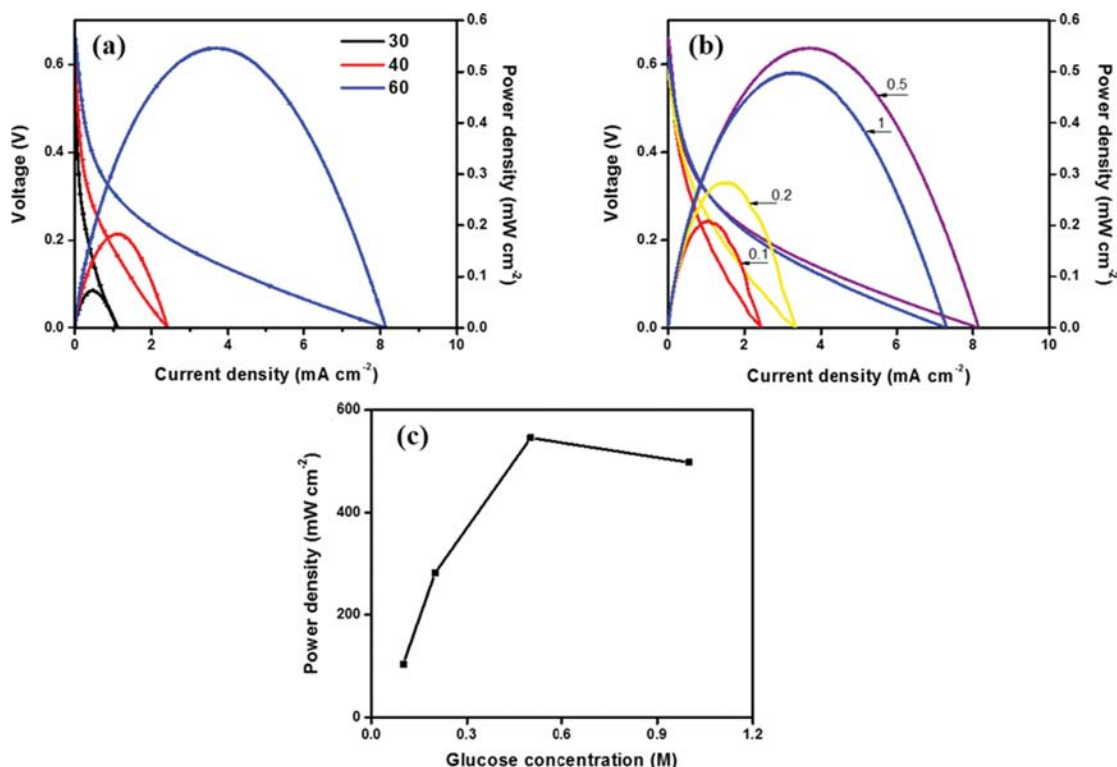 (a)
30
40
60
Voltage (V)
0.6
0.4
0.2
0.0
Power density (mW cm⁻²)
0.6
0.5
0.4
0.3
0.2
0.1
0.0
0 2 4 6 8 10
Current density (mA cm⁻²)
(b)
0.5
1
0.2
0.1
Voltage (V)
0.6
0.4
0.2
0.0
Power density (mW cm⁻²)
0.6
0.5
0.4
0.3
0.2
0.1
0.0
0 2 4 6 8 10
Current density (mA cm⁻²)
(c)
Power density (mW cm⁻²)
600
400
200
0
0.0 0.3 0.6 0.9 1.2
Glucose concentration (M)